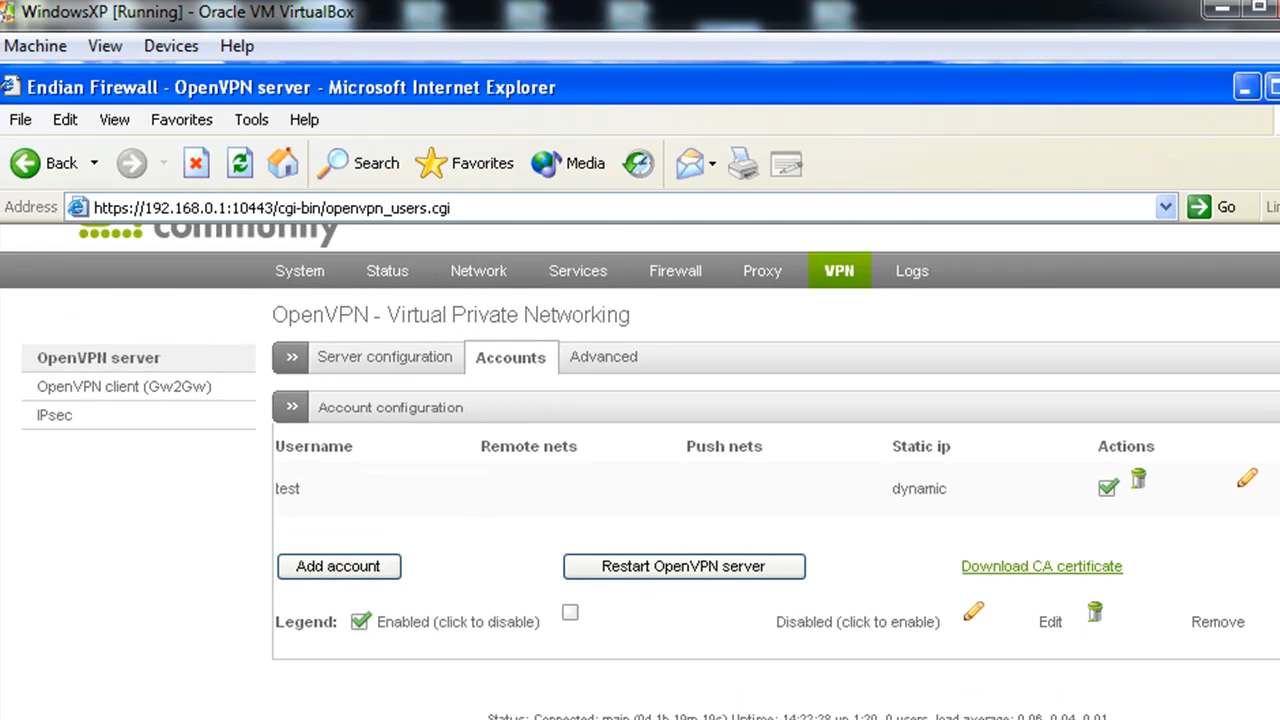 WindowsXP [Running] - Oracle VM VirtualBox
Machine View Devices Help
Endian Firewall - OpenVPN server - Microsoft Internet Explorer
File Edit View Favorites Tools Help
Back Search Favorites Media
Address https://192.168.0.1:10443/cgi-bin/openvpn_users.cgi Go
community
System Status Network Services Firewall Proxy VPN Logs
OpenVPN - Virtual Private Networking
OpenVPN server
OpenVPN client (Gw2Gw)
IPsec
>> Server configuration Accounts Advanced
>> Account configuration
Username Remote nets Push nets Static ip Actions
test dynamic
Add account Restart OpenVPN server Download CA certificate
Legend: Enabled (click to disable) Disabled (click to enable) Edit Remove
Status: Connected: main